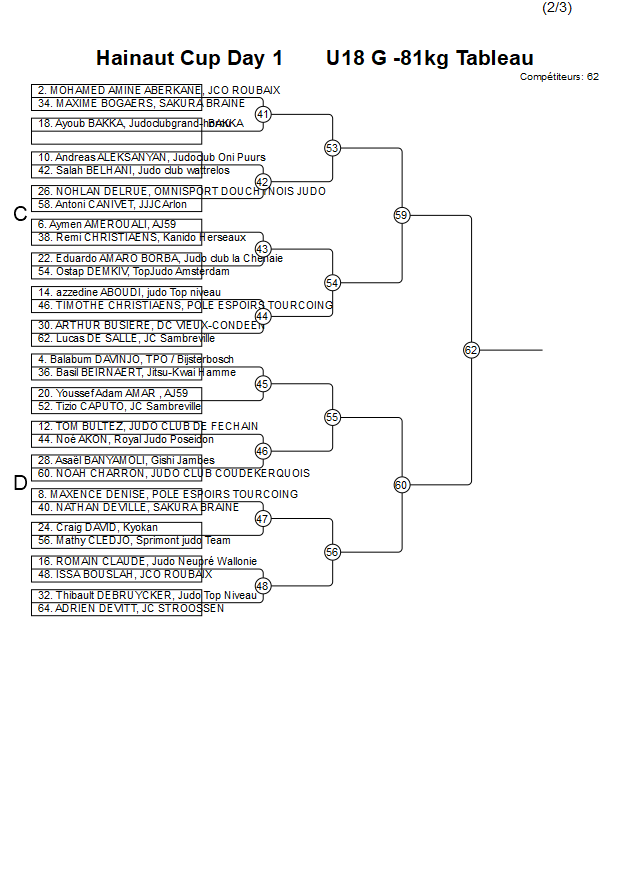 (2/3)
Hainaut Cup Day 1 U18 G -81kg Tableau
Compétiteurs: 62
2. MOHAMED AMINE ABERKANE, JCO ROUBAIX
34. MAXIME BOGAERS, SAKURA BRAINE
41
18. Ayoub BAKKA, Judoclubgrand-hornu BAKKA
53
10. Andreas ALEKSANYAN, Judoclub Oni Puurs
42. Salah BELHANI, Judo club wattrelos
42
26. NOHLAN DELRUE, OMNISPORT DOUCHYNOIS JUDO
58. Antoni CANIVET, JJJCArlon
C
59
6. Aymen AMEROUALI, AJ59
38. Remi CHRISTIAENS, Kanido Herseaux
43
22. Eduardo AMARO BORBA, Judo club la Chenaie
54. Ostap DEMKIV, TopJudo Amsterdam
54
14. azzedine ABOUDI, judo Top niveau
46. TIMOTHE CHRISTIAENS, POLE ESPOIRS TOURCOING
44
30. ARTHUR BUSIERE, DC VIEUX-CONDEEN
62. Lucas DE SALLE, JC Sambreville
62
4. Balabum DAVINJO, TPO / Bijsterbosch
36. Basil BEIRNAERT, Jitsu-Kwai Hamme
45
20. YoussefAdam AMAR , AJ59
52. Tizio CAPUTO, JC Sambreville
55
12. TOM BULTEZ, JUDO CLUB DE FECHAIN
44. Noé AKON, Royal Judo Poseidon
46
28. Asaël BANYAMOLI, Gishi Jambes
60. NOAH CHARRON, JUDO CLUB COUDEKERQUOIS
D
60
8. MAXENCE DENISE, POLE ESPOIRS TOURCOING
40. NATHAN DEVILLE, SAKURA BRAINE
47
24. Craig DAVID, Kyokan
56. Mathy CLEDJO, Sprimont judo Team
56
16. ROMAIN CLAUDE, Judo Neupré Wallonie
48. ISSA BOUSLAH, JCO ROUBAIX
48
32. Thibault DEBRUYCKER, Judo Top Niveau
64. ADRIEN DEVITT, JC STROOSSEN